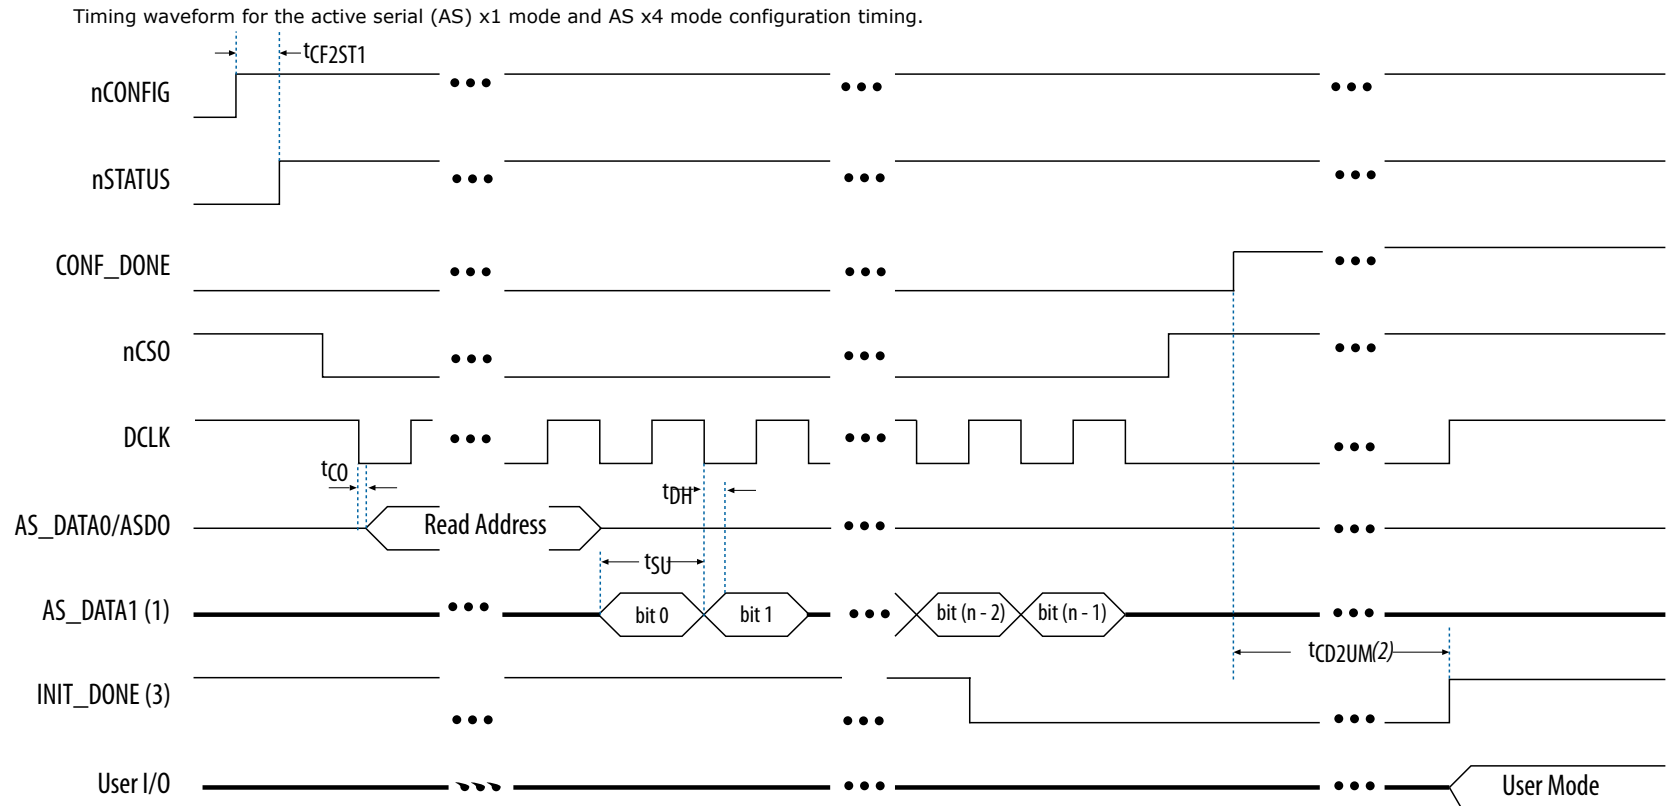 Timing waveform for the active serial (AS) x1 mode and AS x4 mode configuration timing.
tCF2ST1
nCONFIG
nSTATUS
CONF_DONE
nCSO
DCLK
tCO
tDH
AS_DATA0/ASDO
Read Address
tSU
AS_DATA1 (1)
bit 0
bit 1
bit (n - 2)
bit (n - 1)
tCD2UM(2)
INIT_DONE (3)
User I/O
User Mode